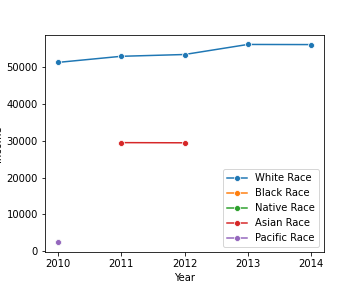 50000
40000
30000
20000
10000
0
2010 2011 2012 2013 2014
Year
White Race
Black Race
Native Race
Asian Race
Pacific Race